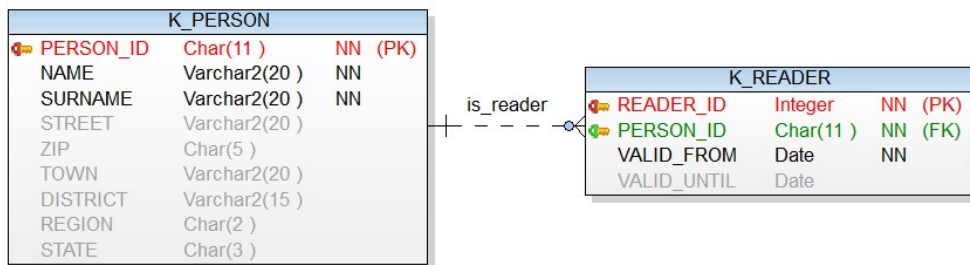 K_PERSON
PERSON_ID Char(11 ) NN (PK)
NAME Varchar2(20 ) NN
SURNAME Varchar2(20 ) NN
STREET Varchar2(20 )
ZIP Char(5 )
TOWN Varchar2(20 )
DISTRICT Varchar2(15 )
REGION Char(2 )
STATE Char(3 )
is_reader
K_READER
READER_ID Integer NN (PK)
PERSON_ID Char(11 ) NN (FK)
VALID_FROM Date NN
VALID_UNTIL Date